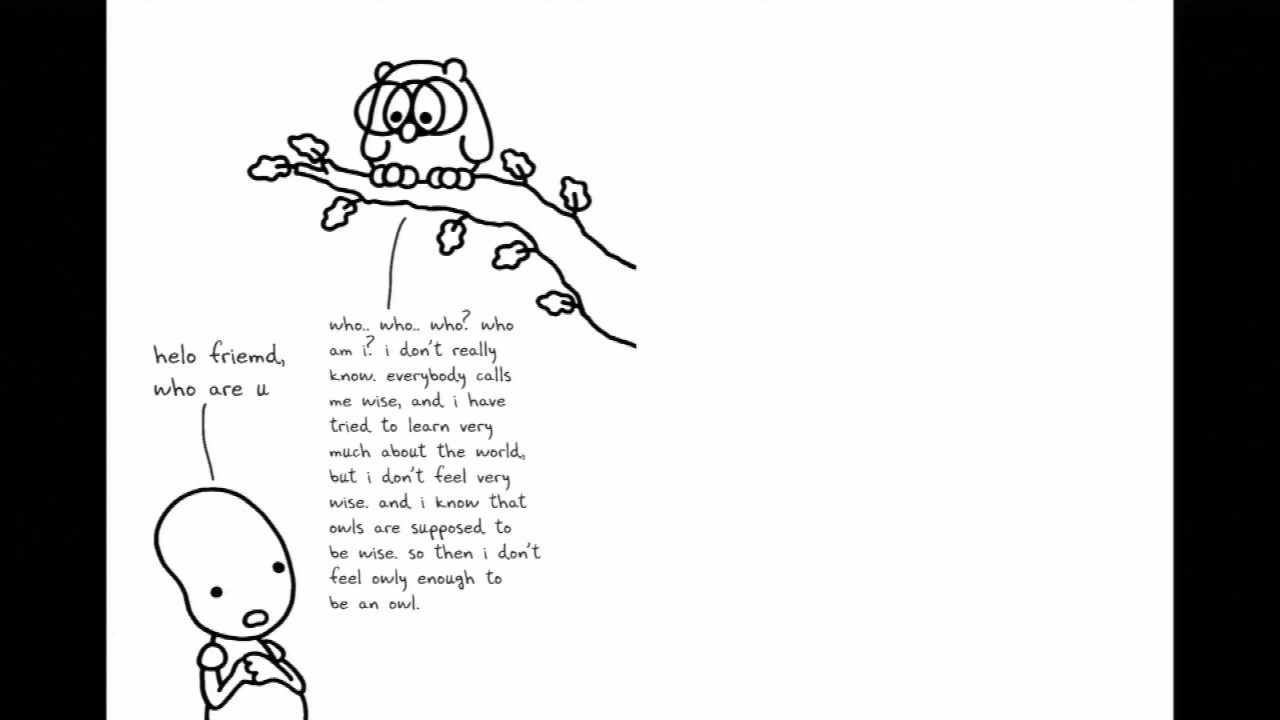 helo friemd,
who are u
who.. who.. who? who
am i? i don't really
know. everybody calls
me wise, and i have
tried to learn very
much about the world,
but i don't feel very
wise. and i know that
owls are supposed to
be wise. so then i don't
feel owly enough to
be an owl.